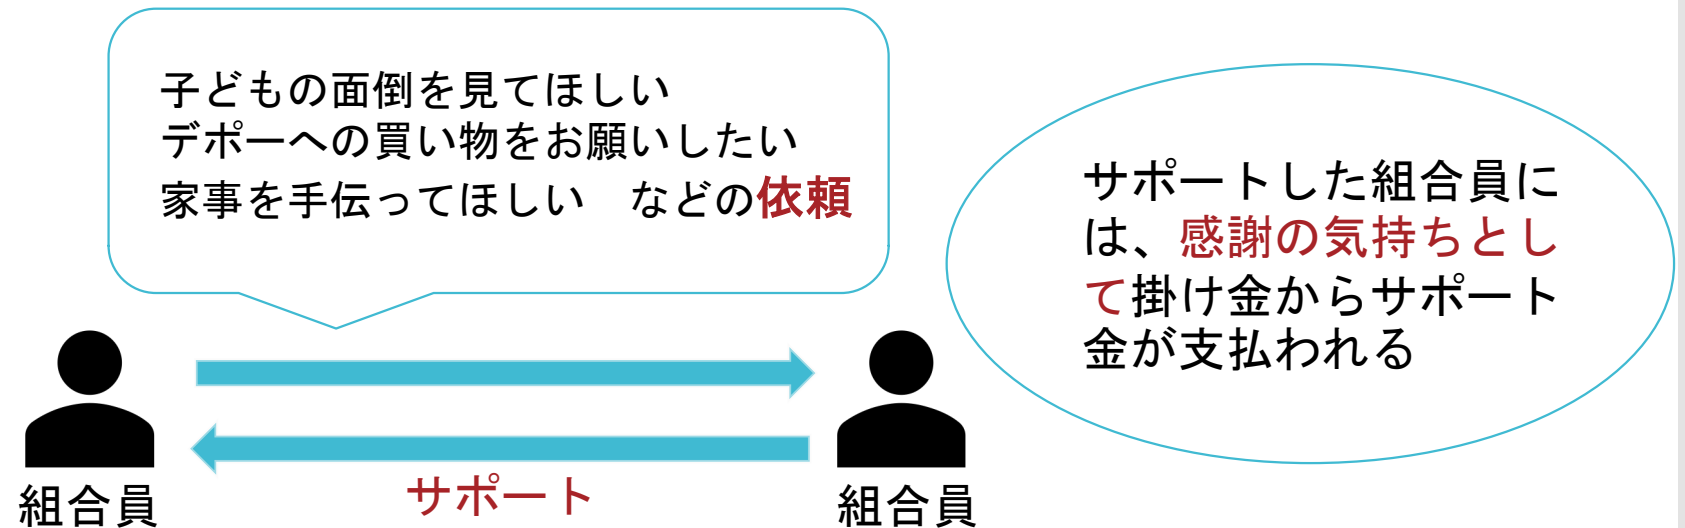 子どもの面倒を見てほしい
デポーへの買い物をお願いしたい
家事を手伝ってほしい　などの依頼
サポートした組合員に
は、感謝の気持ちとし
て掛け金からサポート
金が支払われる
サポート
組合員
組合員